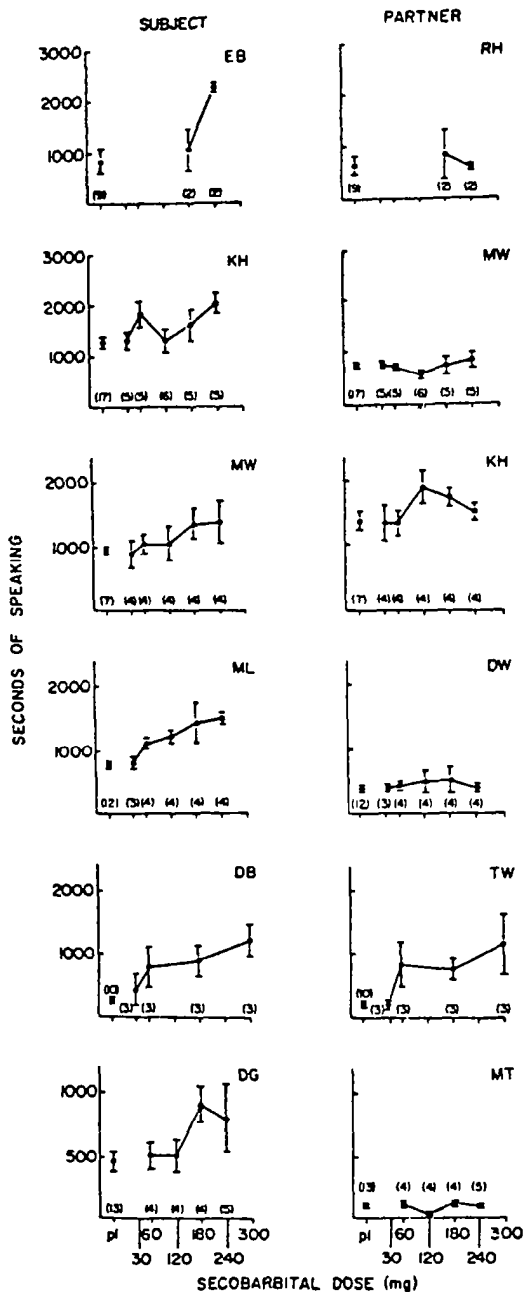 SUBJECT PARTNER
EB RH
3000
2000
1000
(9) (2) (2) (9) (2) (2)
KH MW
3000
2000
1000
(17) (5) (5) (6) (5) (5) (17) (5) (5) (6) (5) (5)
MW KH
2000
1000
(7) (4) (4) (4) (4) (4) (7) (4) (4) (4) (4) (4)
SECONDS OF SPEAKING
ML DW
2000
1000
(12) (3) (4) (4) (4) (4) (12) (3) (4) (4) (4) (4)
DB TW
2000
1000
(10) (3) (3) (3) (3) (10) (3) (3) (3) (3)
DG MT
1000
500
(13) (4) (4) (4) (5) (13) (4) (4) (4) (5)
pl 60 180 300 pl 60 180 300
30 120 240 30 120 240
SECOBARBITAL DOSE (mg)